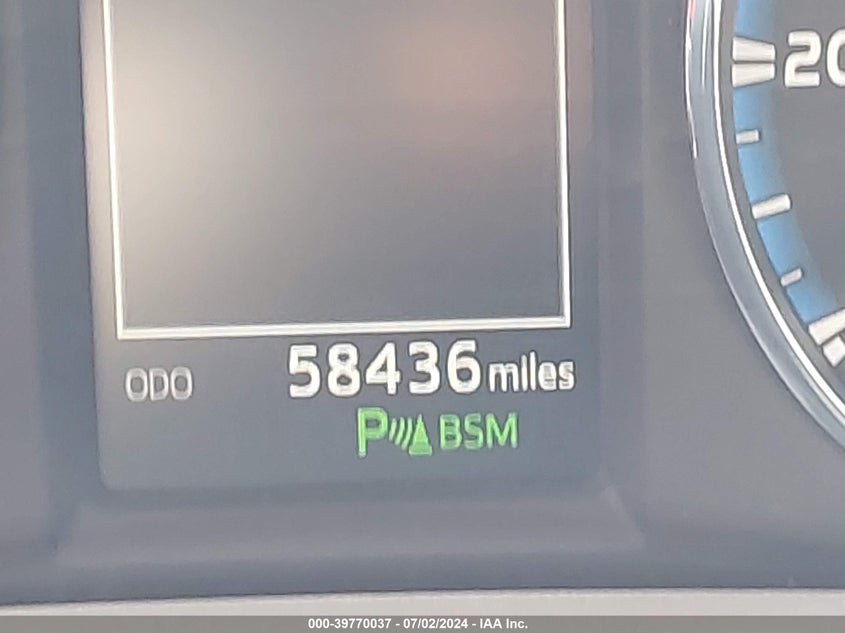 20
ODO 58436 miles
P BSM
000-39770037 - 07/02/2024 - IAA Inc.